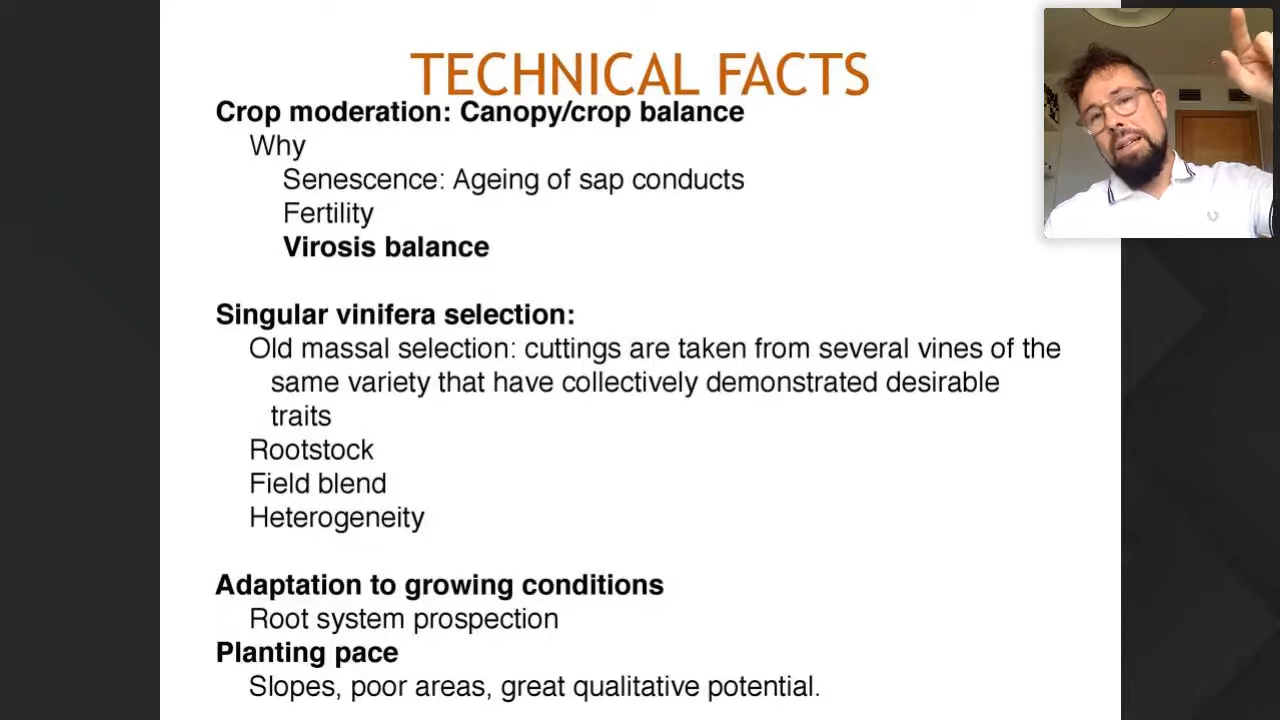 TECHNICAL FACTS
Crop moderation: Canopy/crop balance
Why
Senescence: Ageing of sap conducts
Fertility
Virosis balance
Singular vinifera selection:
Old massal selection: cuttings are taken from several vines of the
same variety that have collectively demonstrated desirable
traits
Rootstock
Field blend
Heterogeneity
Adaptation to growing conditions
Root system prospection
Planting pace
Slopes, poor areas, great qualitative potential.